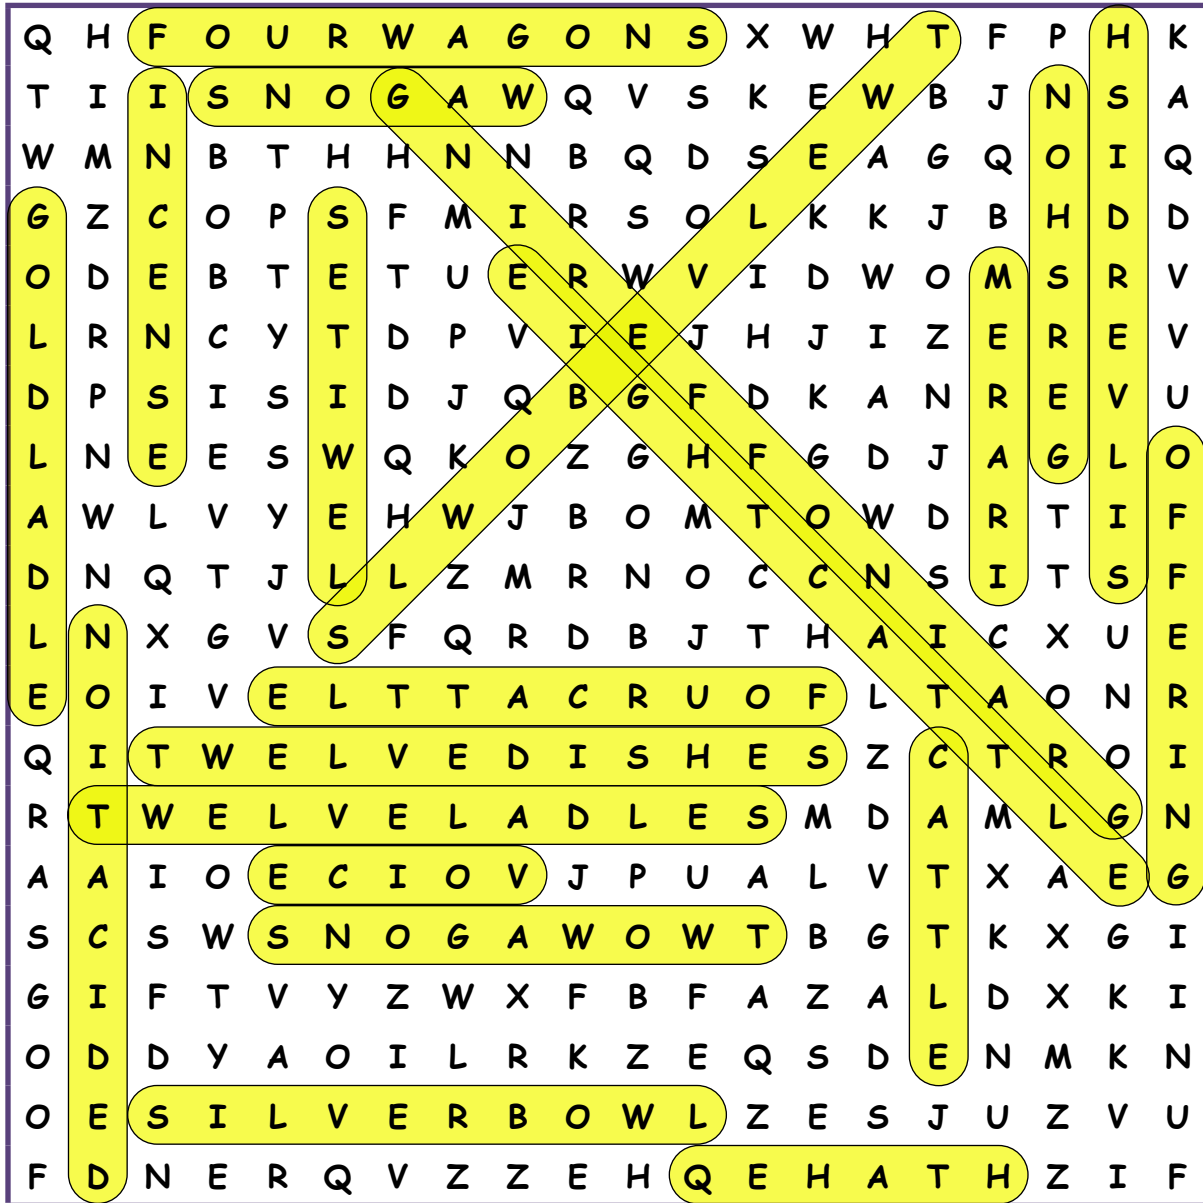 Q H F O U R W A G O N S X W H T F P H K
T I I S N O G A W Q V S K E W B J N S A
W M N B T H H N N B Q D S E A G Q O I Q
G Z C O P S F M I R S O L K K J B H D D
O D E B T E T U E R W V I D W O M S R V
L R N C Y T D P V I E J H J I Z E R E V
D P S I S I D J Q B G F D K A N R E V U
L N E E S W Q K O Z G H F G D J A G L O
A W L V Y E H W J B O M T O W D R T I F
D N Q T J L L Z M R N O C C N S I T S F
L N X G V S F Q R D B J T H A I C X U E
E O I V E L T T A C R U O F L T A O N R
Q I T W E L V E D I S H E S Z C T R O I
R T W E L V E L A D L E S M D A M L G N
A A I O E C I O V J P U A L V T X A E G
S C S W S N O G A W O W T B G T K X G I
G I F T V Y Z W X F B F A Z A L D X K I
O D D Y A O I L R K Z E Q S D E N M K N
O E S I L V E R B O W L Z E S J U Z V U
F D N E R Q V Z Z E H Q E H A T H Z I F